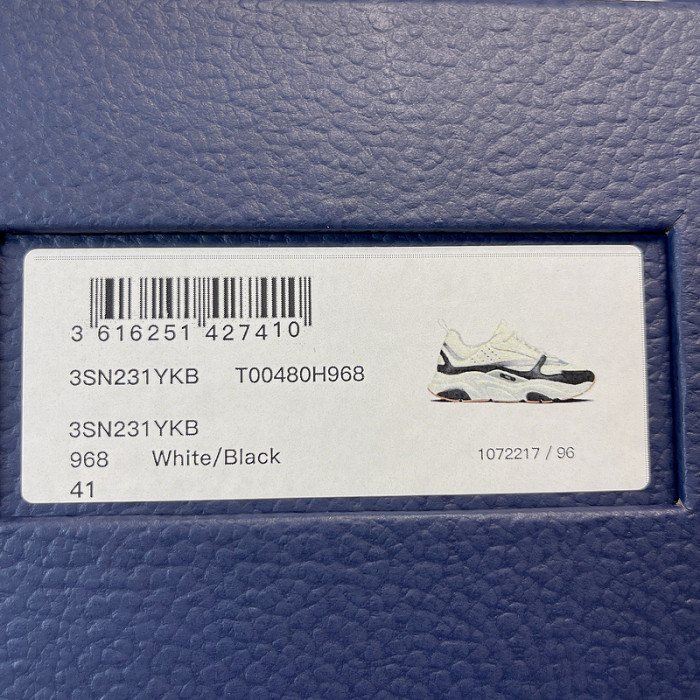 3 616251 427410
3SN231YKB T00480H968
3SN231YKB
968 White/Black
1072217 / 96
41